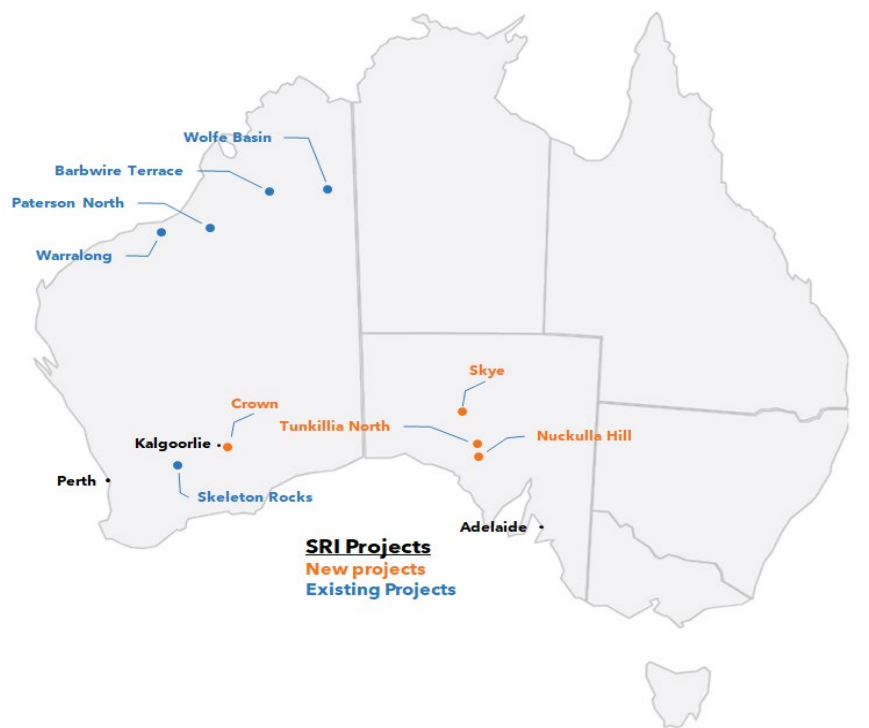 Wolfe Basin
Barbwire Terrace
Paterson North
Warralong
Skye
Crown
Tunkillia North
Nuckulla Hill
Kalgoorlie
Perth
Skeleton Rocks
Adelaide
SRI Projects
New projects
Existing Projects